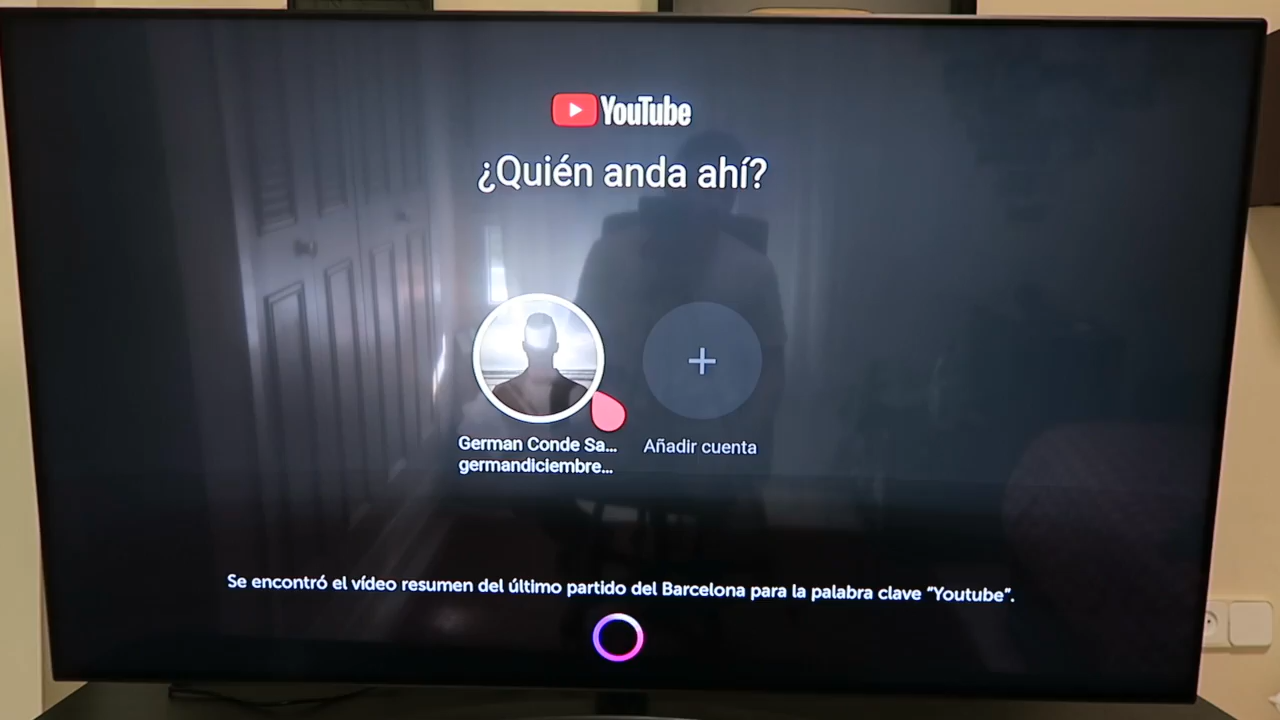 YouTube
¿Quién anda ahí?
German Conde Sa...
germandiciembre...
Añadir cuenta
Se encontró el vídeo resumen del último partido del Barcelona para la palabra clave “Youtube”.